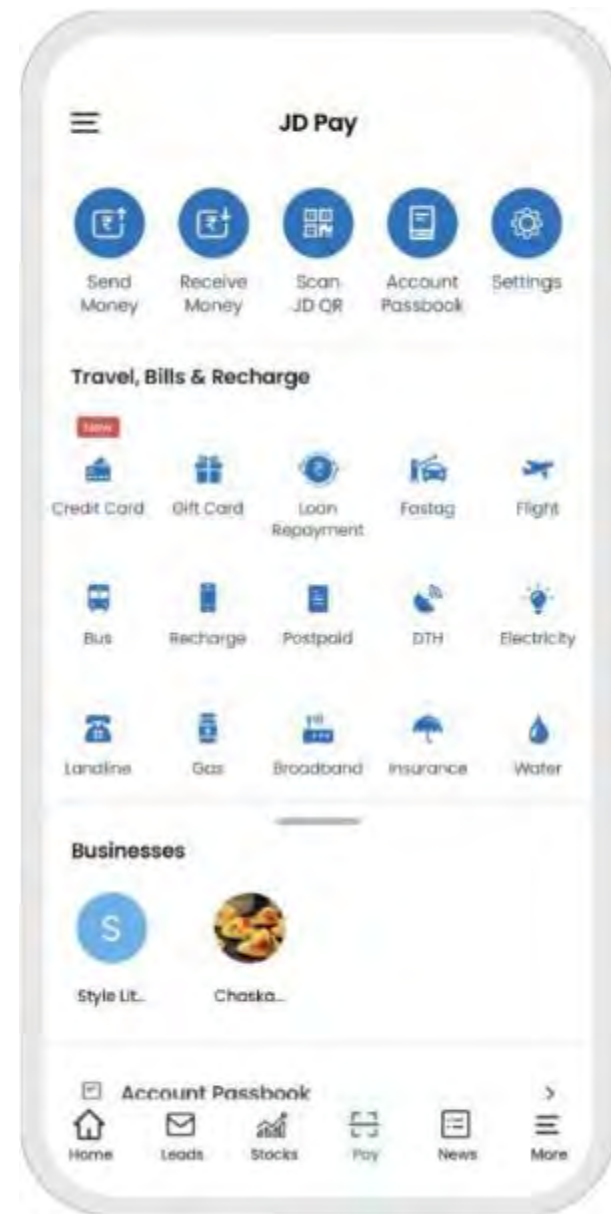 JD Pay
Send Money
Receive Money
Scan JD QR
Account Passbook
Settings
Travel, Bills & Recharge
New
Credit Card
Gift Card
Loan Repayment
Fastag
Flight
Bus
Recharge
Postpaid
DTH
Electricity
Landline
Gas
Broadband
Insurance
Water
Businesses
S
Style Lit...
Chaska...
Account Passbook
Home
Leads
Stocks
Pay
News
More